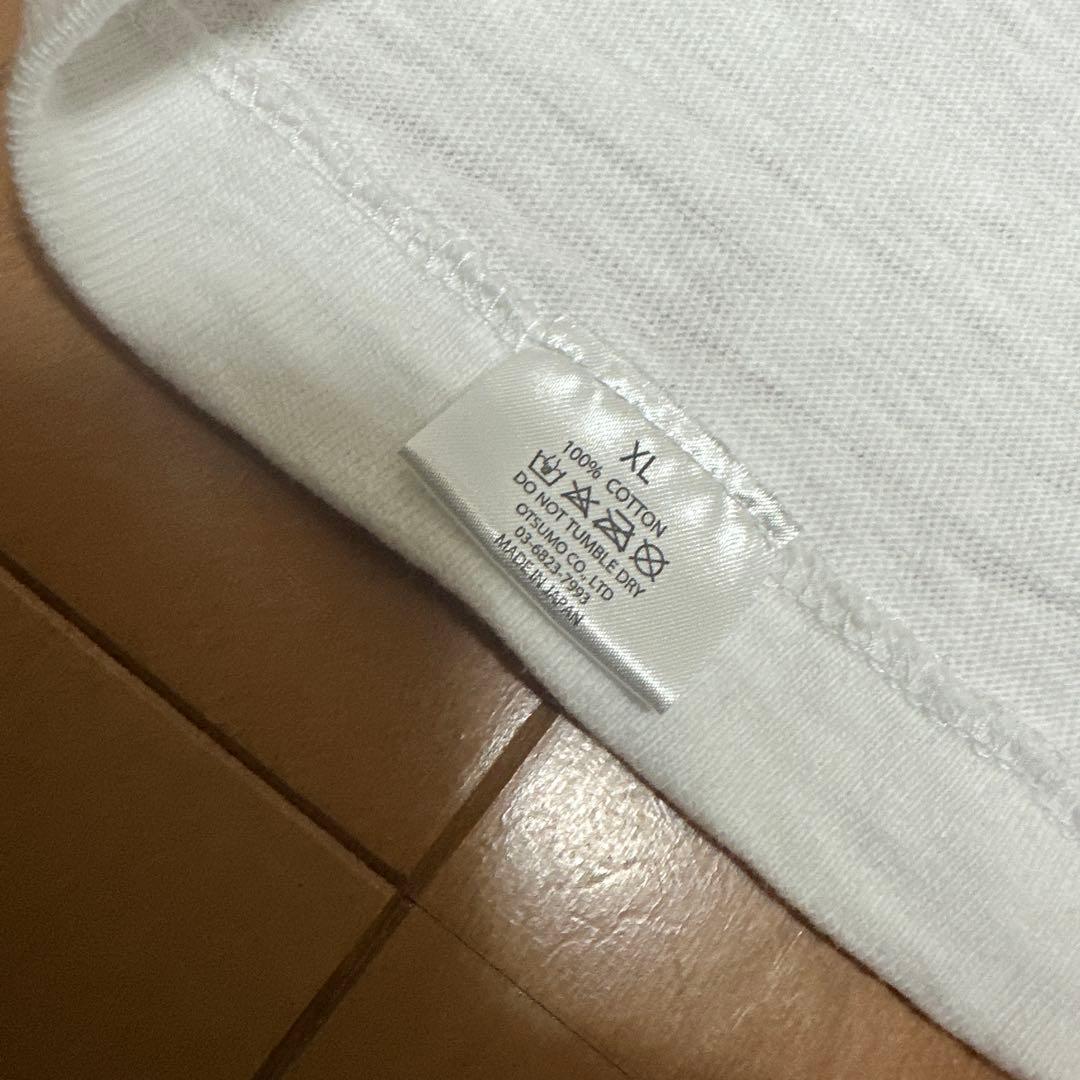 XL
100% COTTON
DO NOT TUMBLE DRY
OTSUMO CO., LTD
03-6823-7993
MADE IN JAPAN